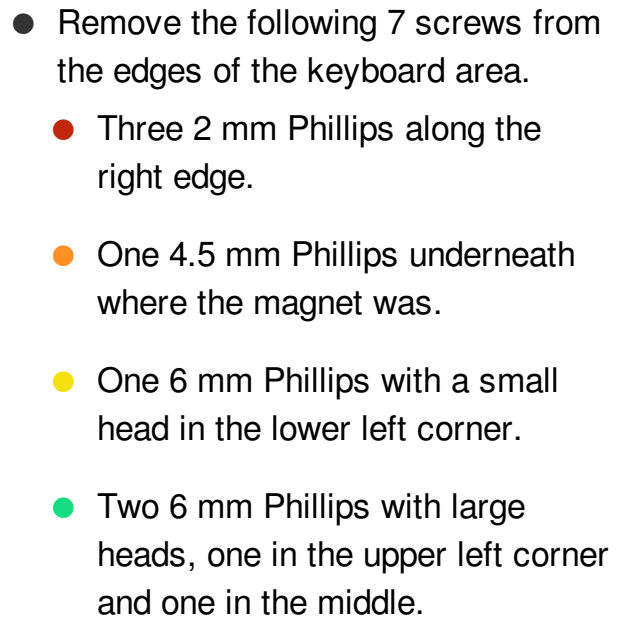 Remove the following 7 screws from
the edges of the keyboard area.
Three 2 mm Phillips along the
right edge.
One 4.5 mm Phillips underneath
where the magnet was.
One 6 mm Phillips with a small
head in the lower left corner.
Two 6 mm Phillips with large
heads, one in the upper left corner
and one in the middle.